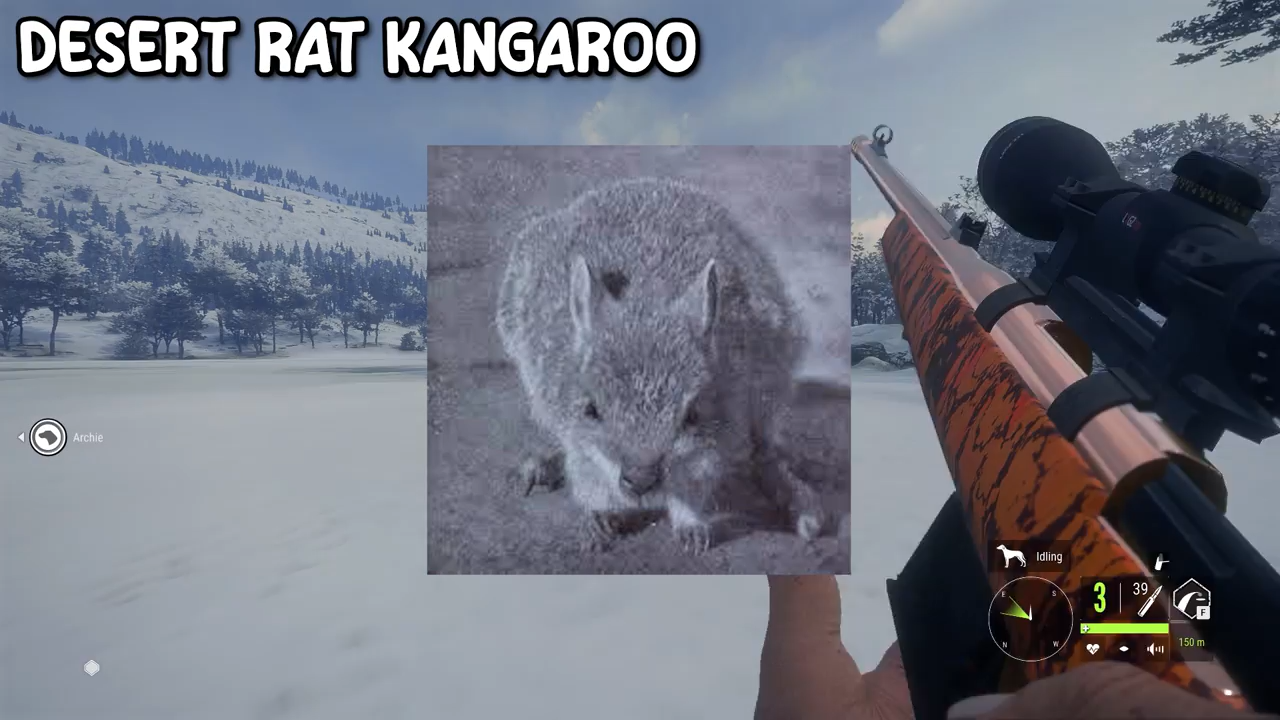 DESERT RAT KANGAROO
Archie
Idling
E
S
N
W
3
39
F
150 m